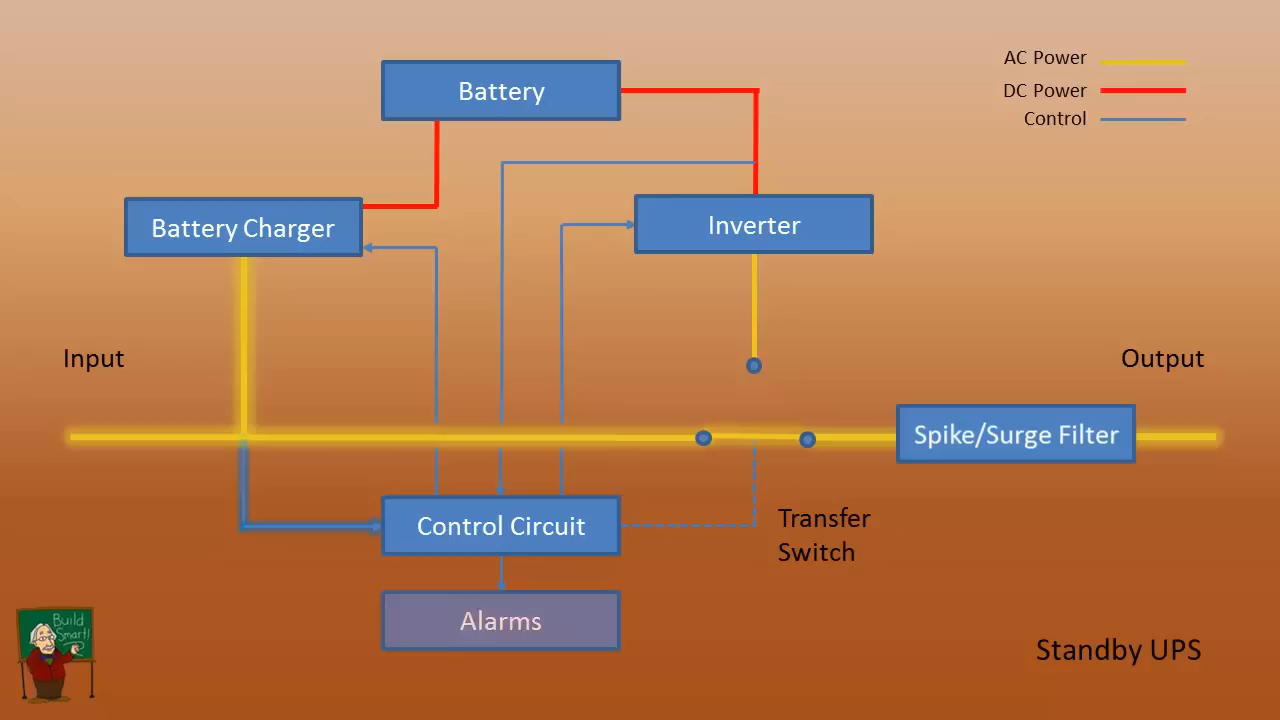 Battery
AC Power
DC Power
Control
Battery Charger
Inverter
Input
Output
Spike/Surge Filter
Control Circuit
Transfer
Switch
Alarms
Build
Smart!
Standby UPS